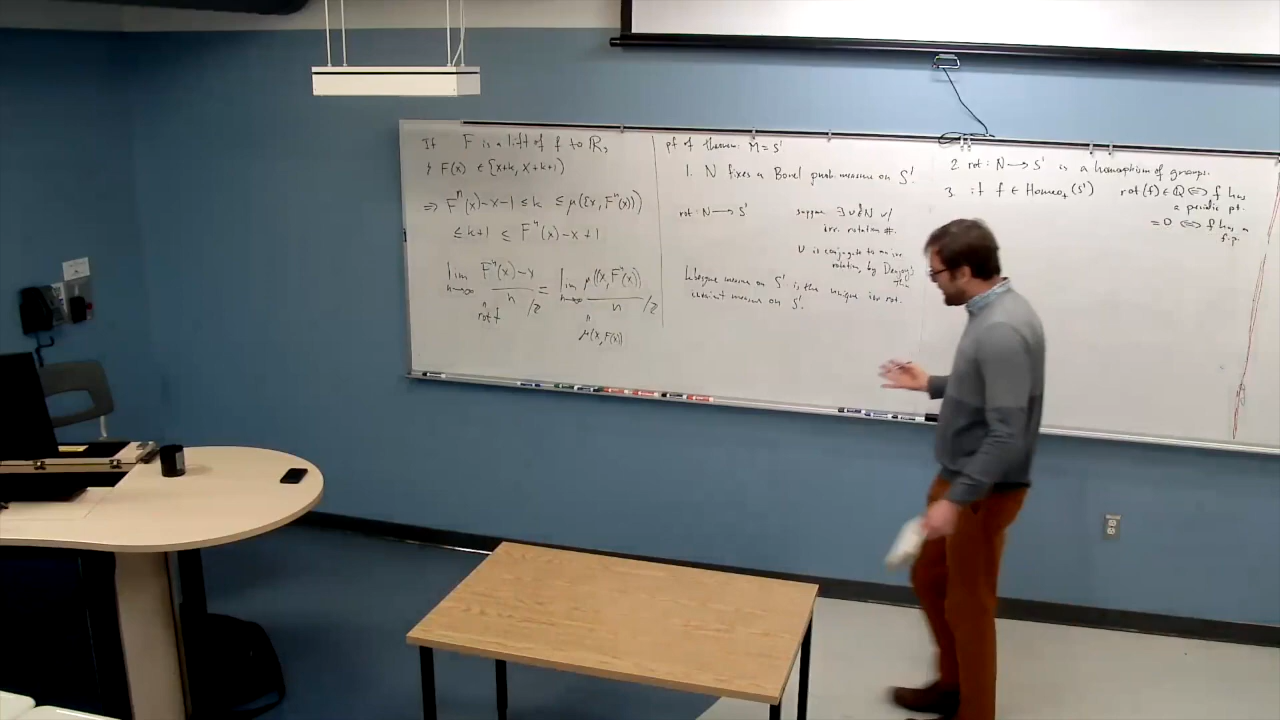 If F is a lift of f to ℝ,
F(x) ∈ {x+k, x+k+1)
⇒ Fⁿ(x)-x-1 ≤ k ≤ μ([x, Fⁿ(x)))
≤ k+1 ≤ Fⁿ(x)-x+1
lim n→∞ Fⁿ(x)-x / n /ℤ = lim n→∞ μ((x, Fⁿ(x)) / n /ℤ
rot f
μ(x, F(x))
pf of theorem: M = S¹
1. N fixes a Borel prob. measure on S¹.
rot: N → S¹
suppose ∃ ν ∈ N w/
irr. rotation #.
ν is conjugate to an irr
rotation, by Denjoy's
Thm
Lebesgue measure on S¹ is the unique irr rot.
invariant measure on S¹.
2 rot: N → S¹ is a homomorphism of groups.
3. if f ∈ Homeo₊(S¹) rot(f) ∈ Q ⇔ f has
a periodic pt.
= 0 ⇔ f has a
f.p.